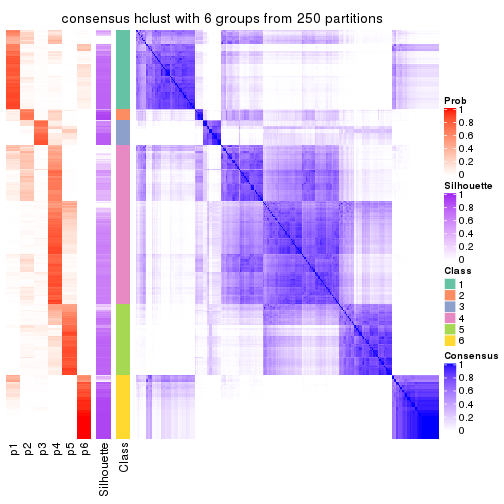 consensus hclust with 6 groups from 250 partitions
Prob
1
0.8
0.6
0.4
0.2
0
Silhouette
1
0.8
0.6
0.4
0.2
0
Class
1
2
3
4
5
6
Consensus
1
0.8
0.6
0.4
0.2
0
p1
p2
p3
p4
p5
p6
Silhouette
Class